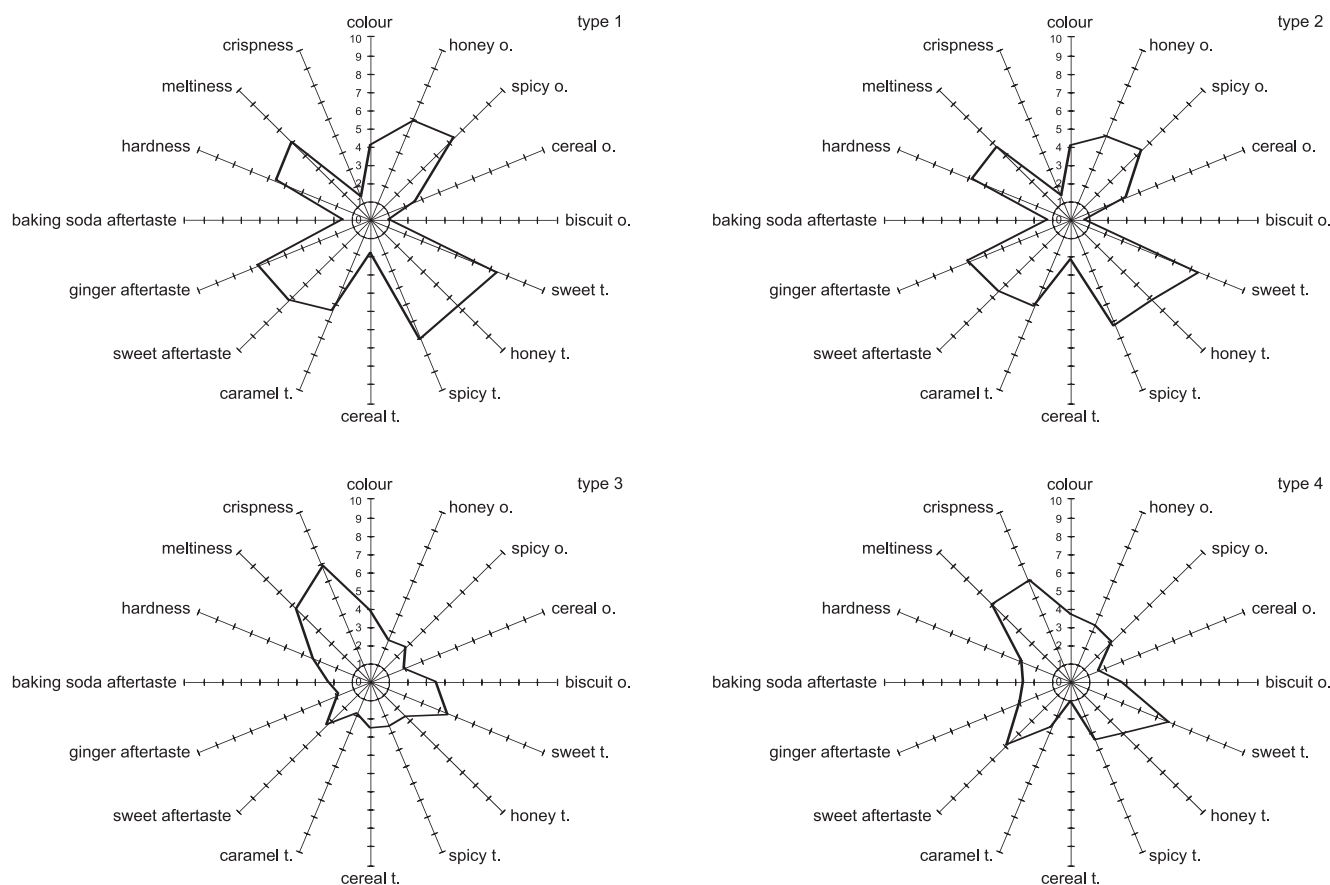 colour type 1
10
crispness honey o.
9
8
meltiness spicy o.
7
6
hardness cereal o.
5
4
3
2
1
baking soda aftertaste 0 biscuit o.
ginger aftertaste sweet t.
sweet aftertaste honey t.
caramel t. spicy t.
cereal t.
colour type 2
10
crispness honey o.
9
8
meltiness spicy o.
7
6
hardness cereal o.
5
4
3
2
1
baking soda aftertaste 0 biscuit o.
ginger aftertaste sweet t.
sweet aftertaste honey t.
caramel t. spicy t.
cereal t.
colour type 3
10
crispness honey o.
9
8
meltiness spicy o.
7
6
hardness cereal o.
5
4
3
2
1
baking soda aftertaste 0 biscuit o.
ginger aftertaste sweet t.
sweet aftertaste honey t.
caramel t. spicy t.
cereal t.
colour type 4
10
crispness honey o.
9
8
meltiness spicy o.
7
6
hardness cereal o.
5
4
3
2
1
baking soda aftertaste 0 biscuit o.
ginger aftertaste sweet t.
sweet aftertaste honey t.
caramel t. spicy t.
cereal t.